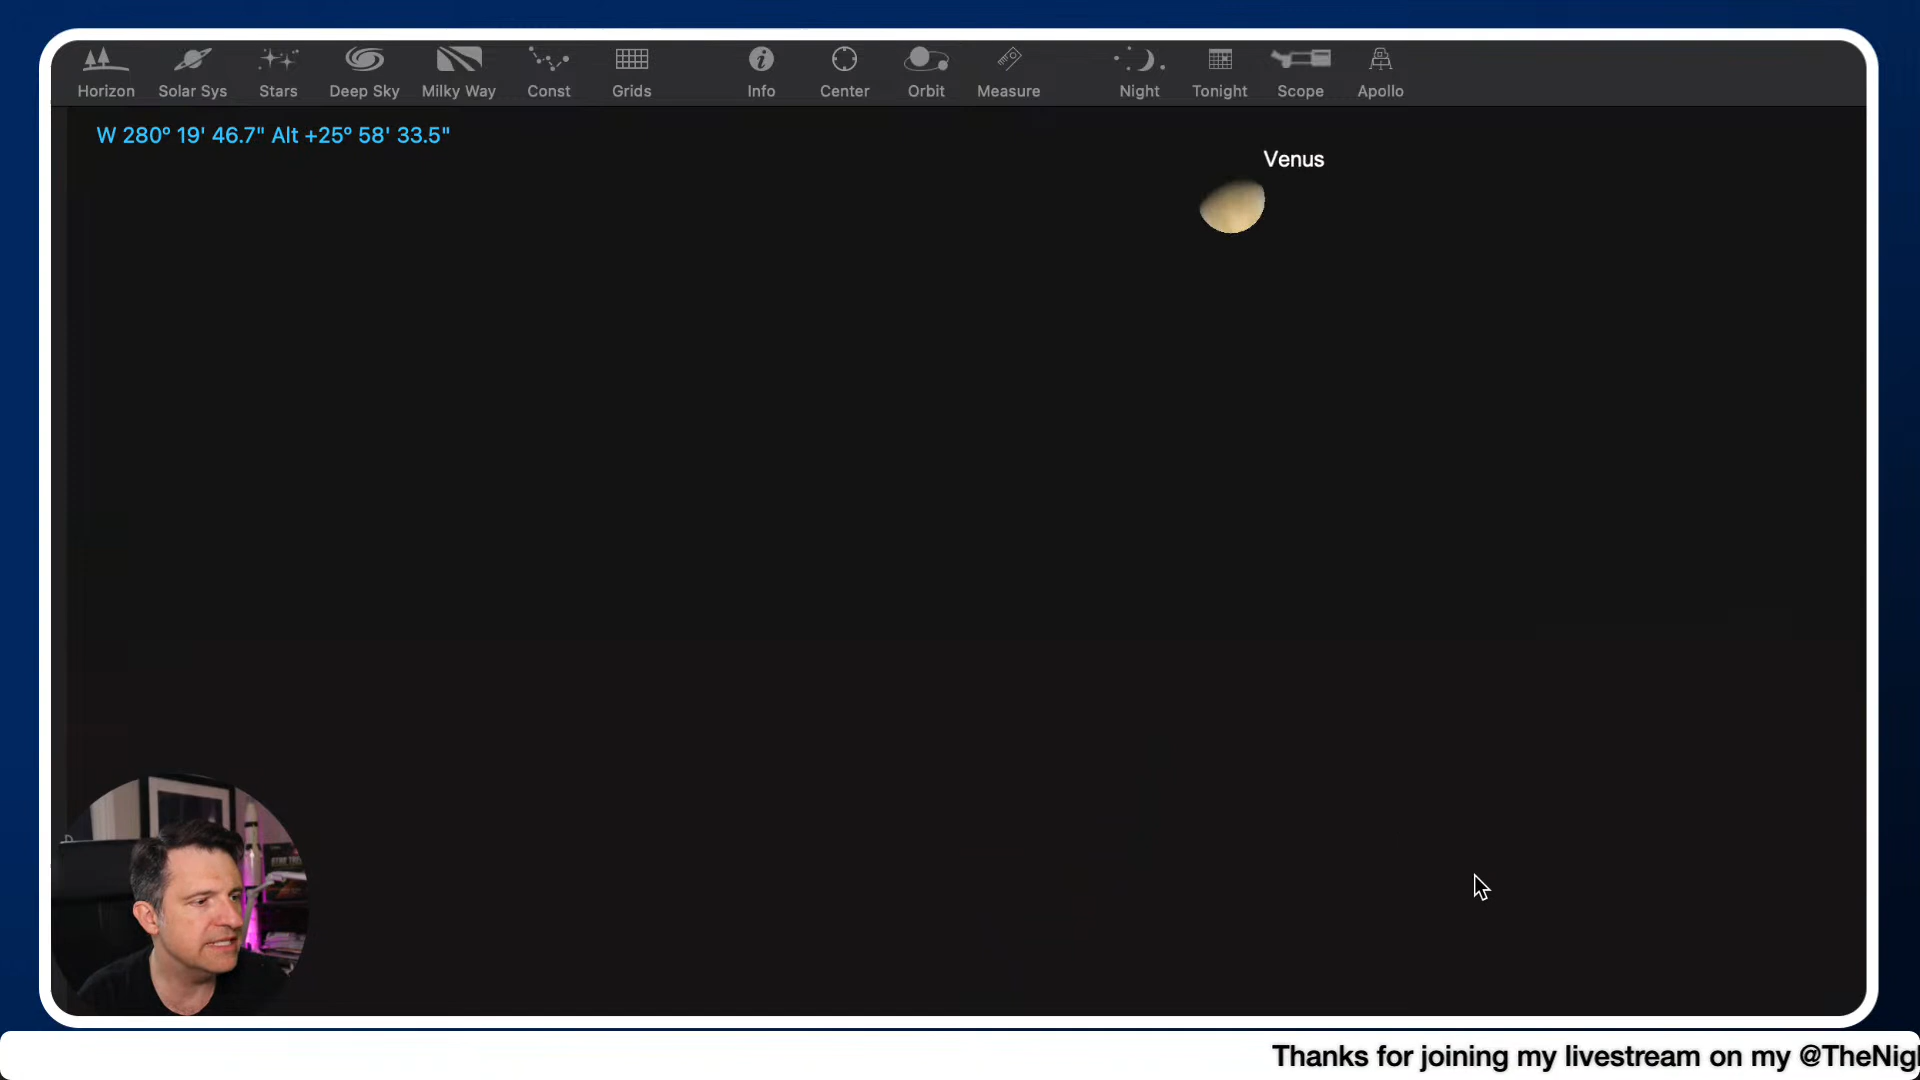 Horizon Solar Sys Stars Deep Sky Milky Way Const Grids Info Center Orbit Measure Night Tonight Scope Apollo
W 280° 19' 46.7" Alt +25° 58' 33.5"
Venus
Thanks for joining my livestream on my @TheNig